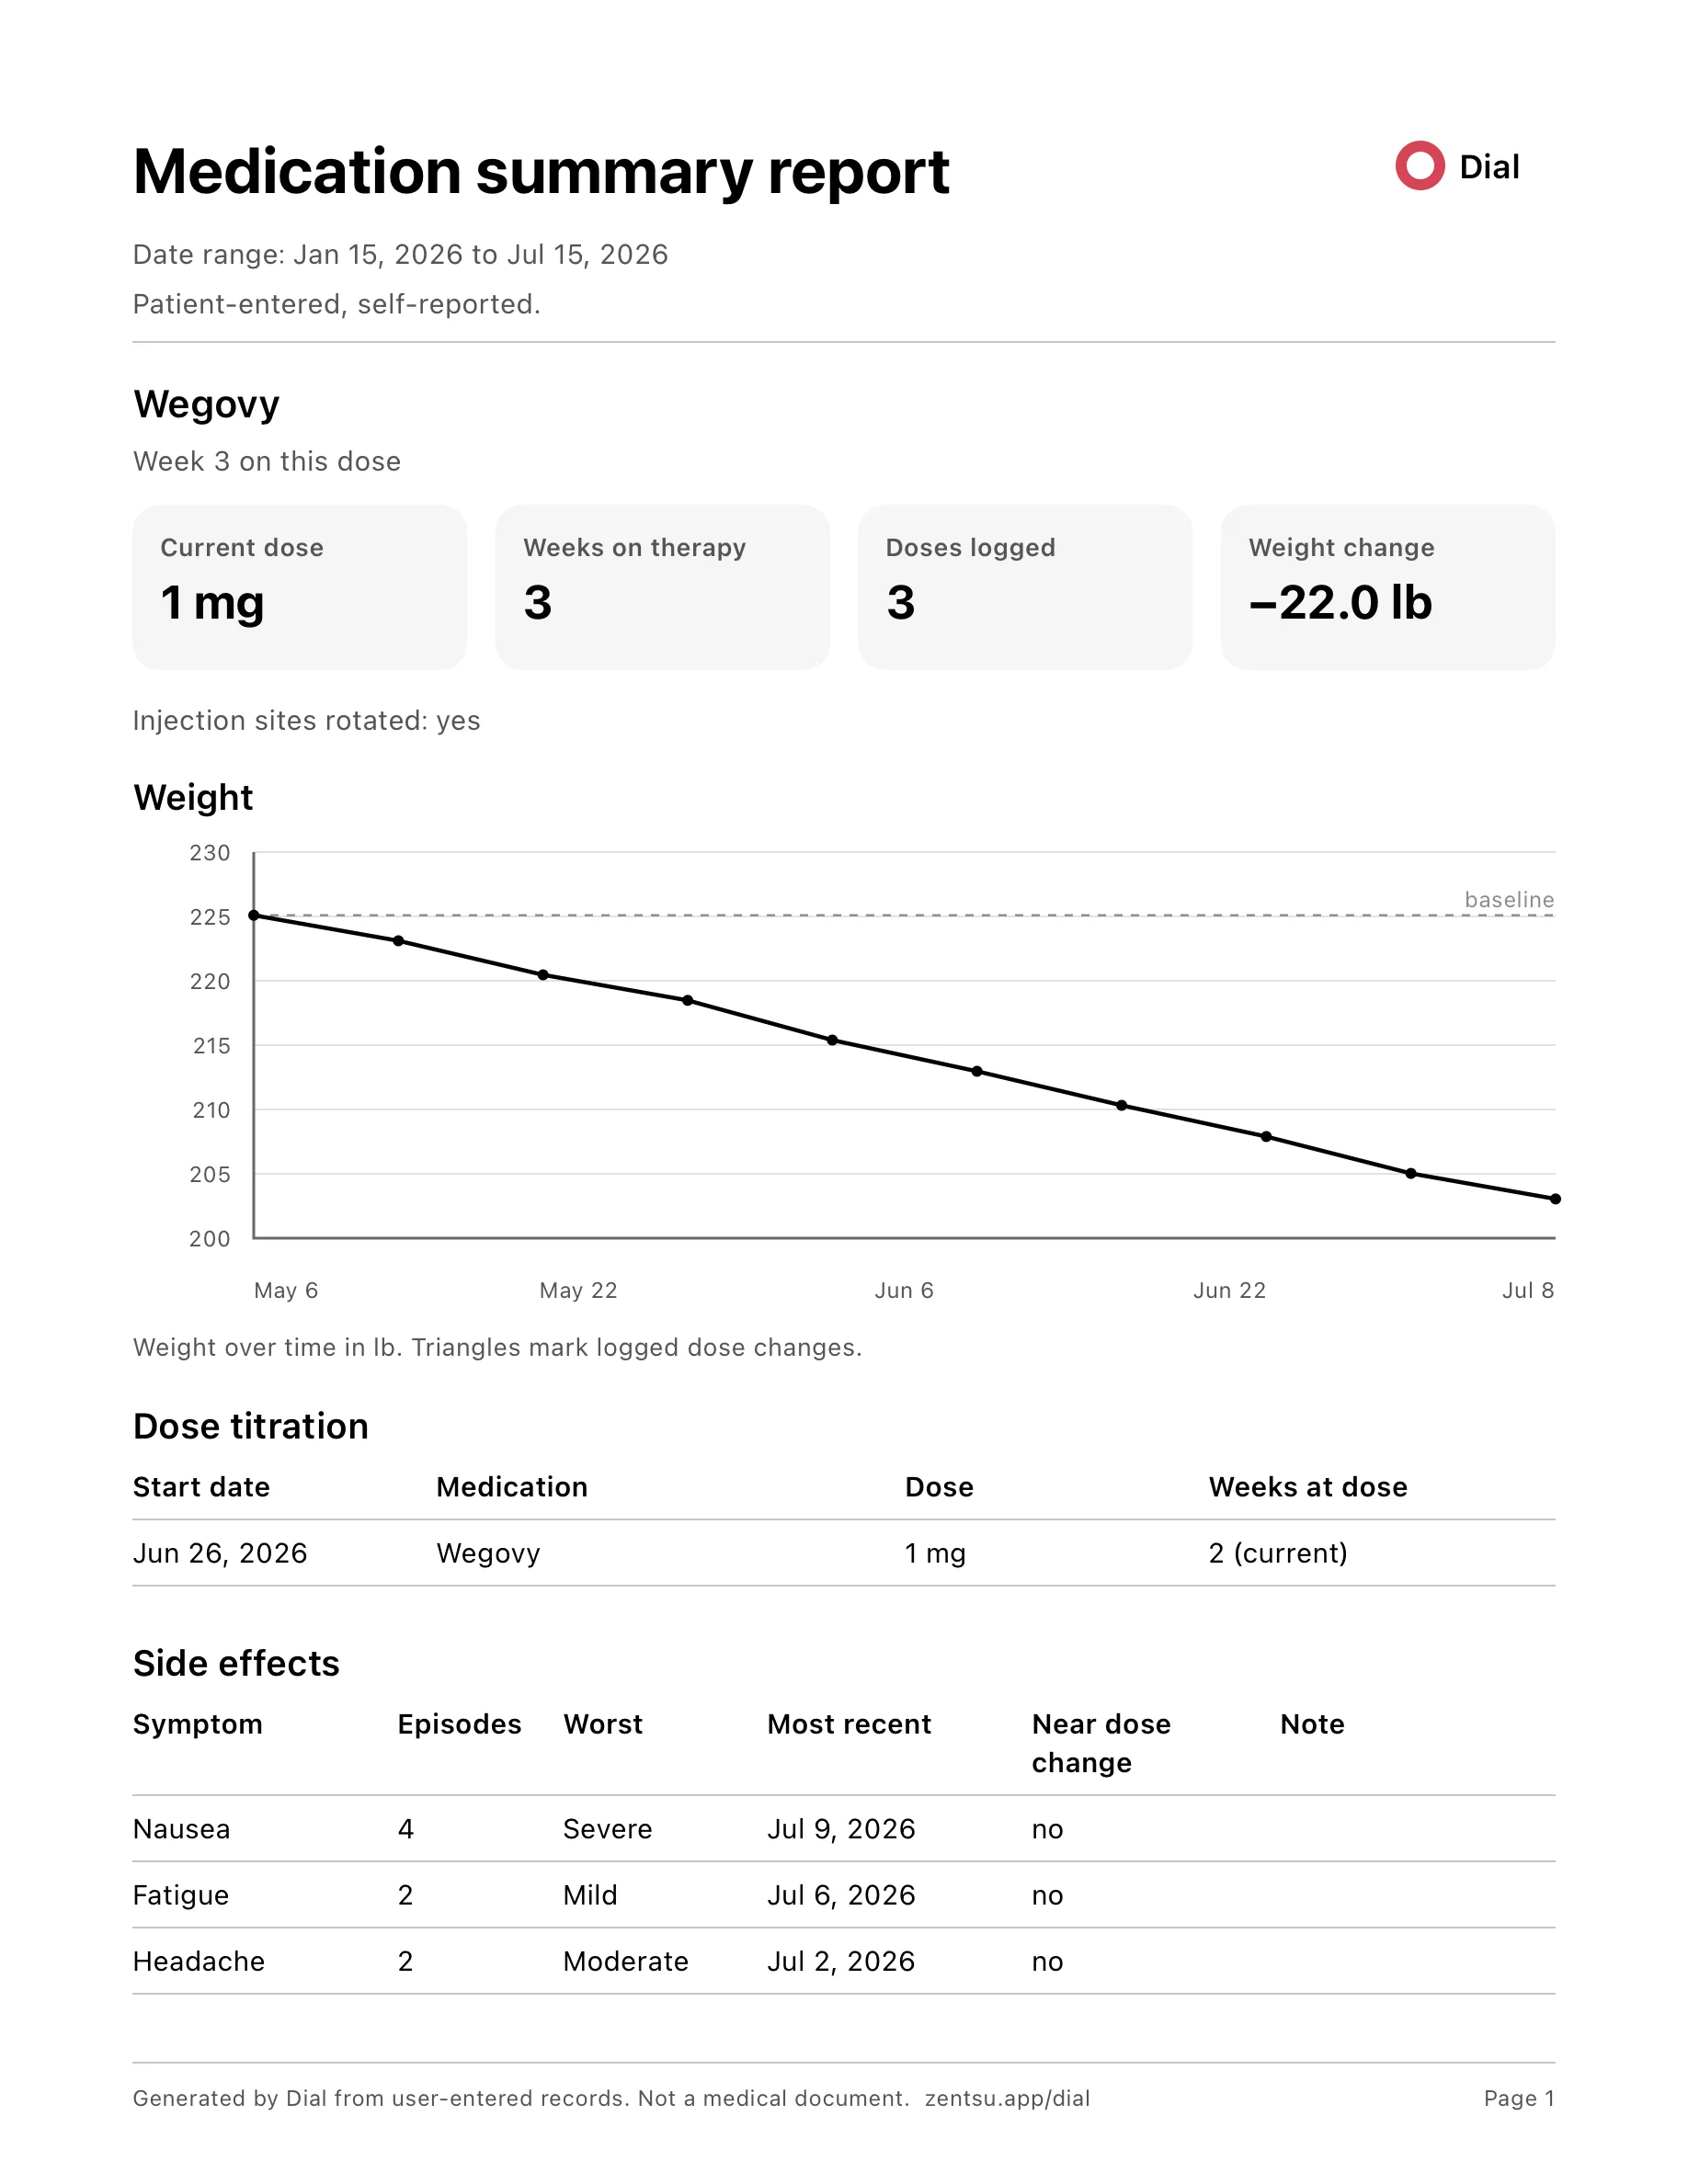 Medication summary report
Dial
Date range: Jan 15, 2026 to Jul 15, 2026
Patient-entered, self-reported.
Wegovy
Week 3 on this dose
Current dose
1 mg
Weeks on therapy
3
Doses logged
3
Weight change
–22.0 lb
Injection sites rotated: yes
Weight
230
225
220
215
210
205
200
baseline
May 6 May 22 Jun 6 Jun 22 Jul 8
Weight over time in lb. Triangles mark logged dose changes.
Dose titration
Start date Medication Dose Weeks at dose
Jun 26, 2026 Wegovy 1 mg 2 (current)
Side effects
Symptom Episodes Worst Most recent Near dose change Note
Nausea 4 Severe Jul 9, 2026 no
Fatigue 2 Mild Jul 6, 2026 no
Headache 2 Moderate Jul 2, 2026 no
Generated by Dial from user-entered records. Not a medical document. zentsu.app/dial Page 1